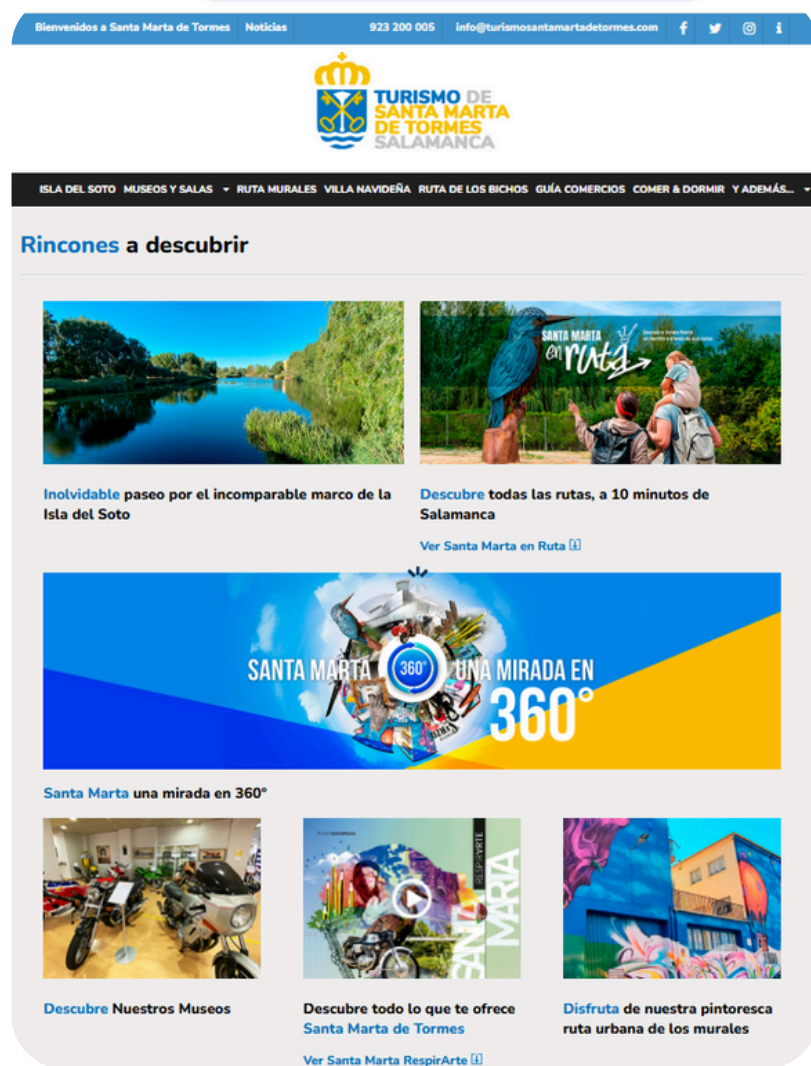 Bienvenidos a Santa Marta de Tormes Noticias 923 200 005 info@turismosantamartadetormes.com
TURISMO DE
SANTA MARTA
DE TORMES
SALAMANCA
ISLA DEL SOTO MUSEOS Y SALAS RUTA MURALES VILLA NAVIDEÑA RUTA DE LOS BICHOS GUÍA COMERCIOS COMER & DORMIR Y ADEMÁS...
Rincones a descubrir
SANTA MARTA
en ruta
Inolvidable paseo por el incomparable marco de la
Isla del Soto
Descubre todas las rutas, a 10 minutos de
Salamanca
Ver Santa Marta en Ruta
SANTA MARTA 360° UNA MIRADA EN
360°
Santa Marta una mirada en 360°
RESPIRARTE
SANTA
MARTA
Descubre Nuestros Museos
Descubre todo lo que te ofrece
Santa Marta de Tormes
Ver Santa Marta RespirArte
Disfruta de nuestra pintoresca
ruta urbana de los murales